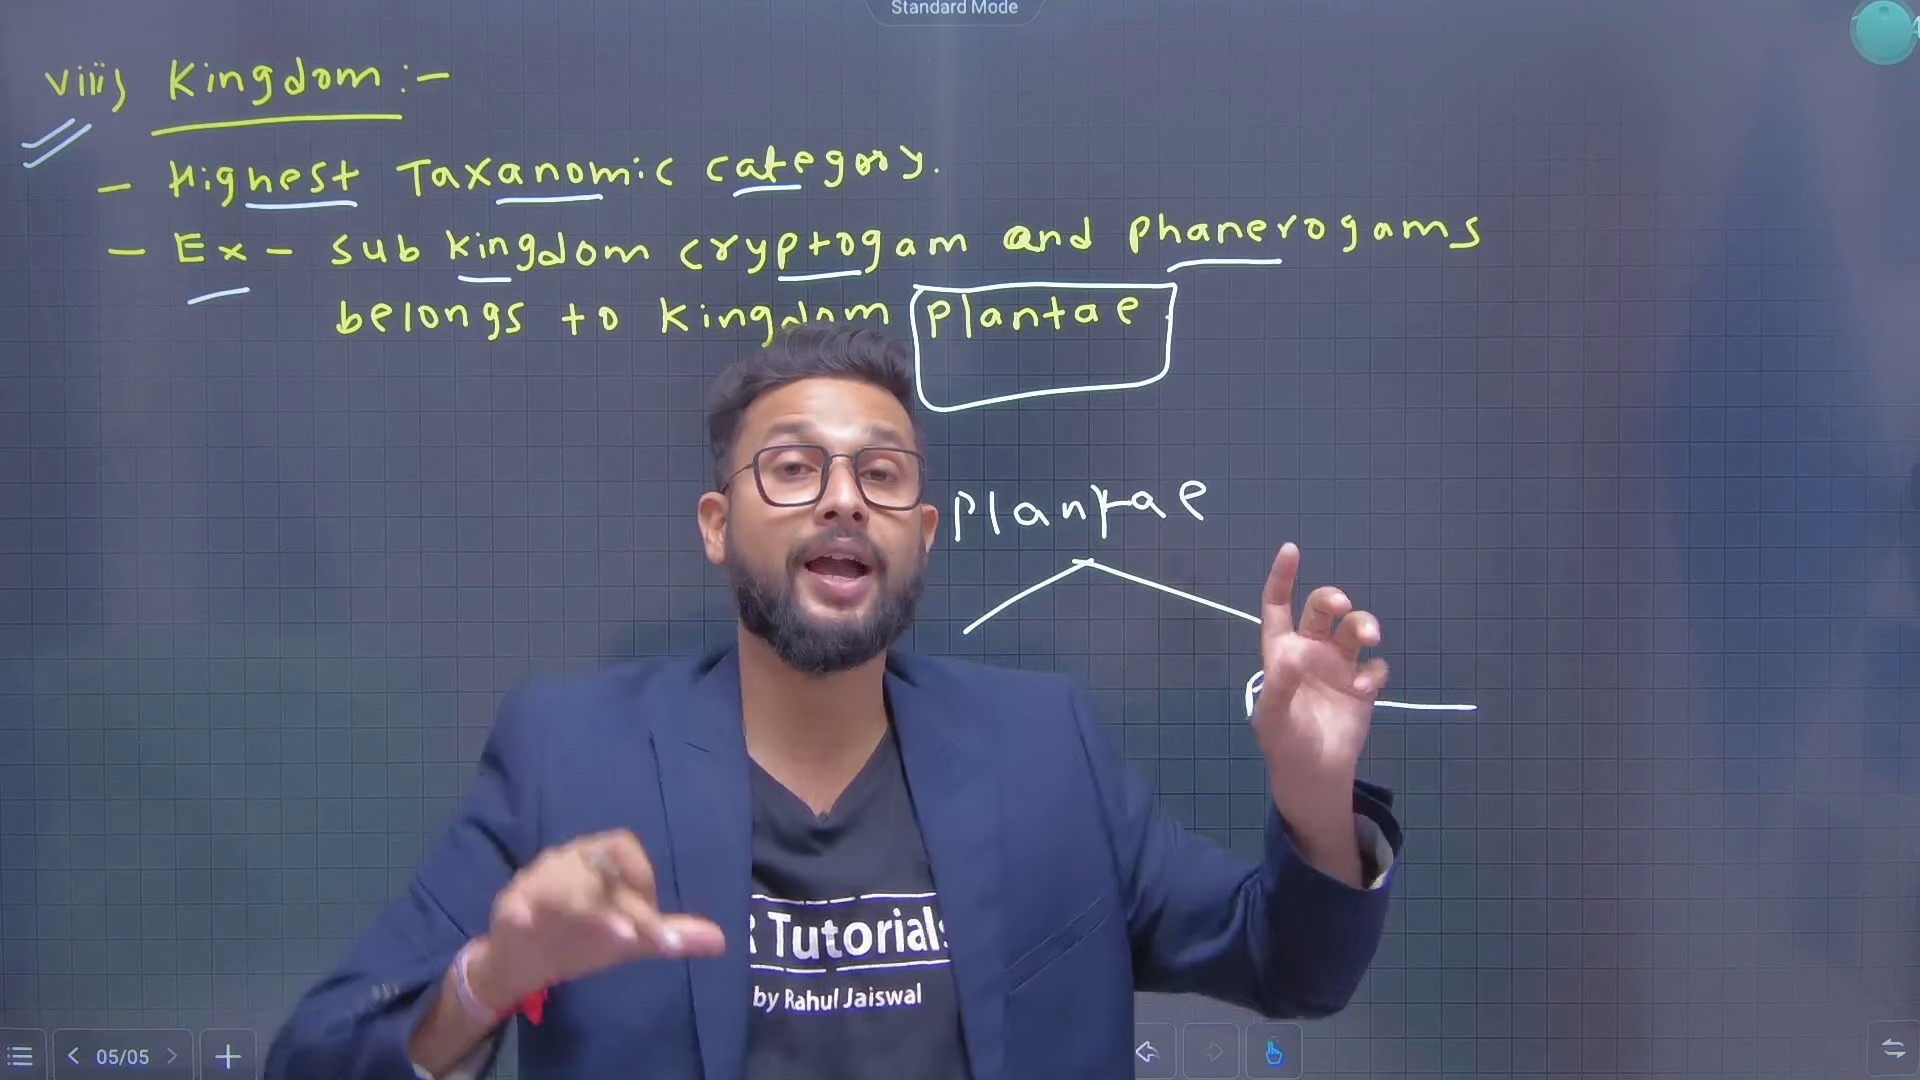 Standard Mode
viii) Kingdom :-
- Highest Taxanomic category.
- Ex - sub kingdom cryptogam and phanerogams
belongs to kingdom plantae
Plantae
Tutorials
by Rahul Jaiswal
05/05